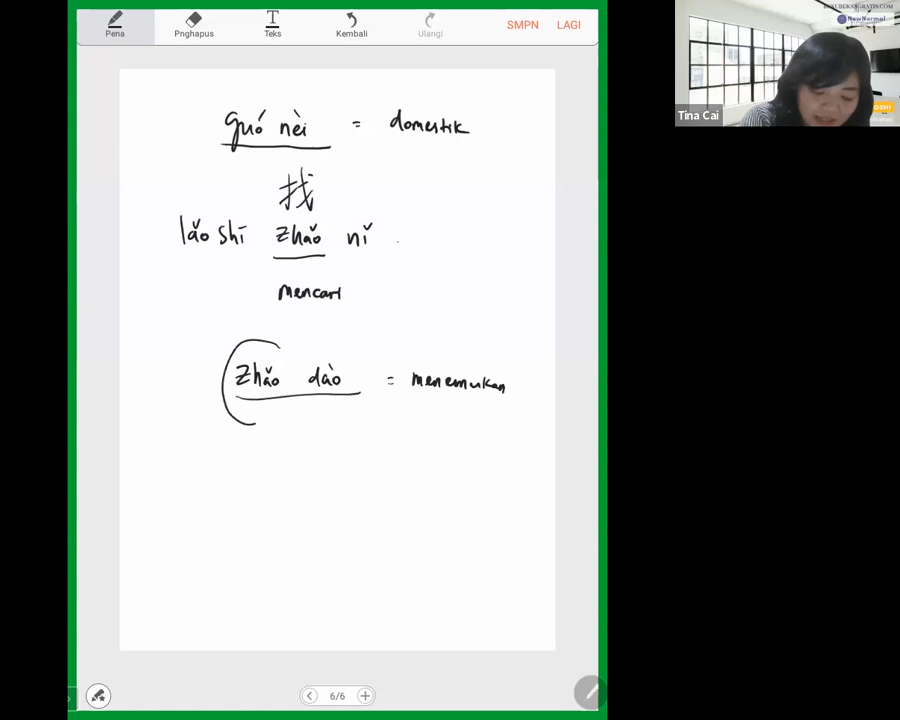 Pena Pnghapus Teks Kembali Ulangi SMPN LAGI
guó nèi = domestik
找
lǎo shī zhǎo nǐ .
mencari
zhǎo dào = menemukan
6/6
NewNormal
Tina Cai